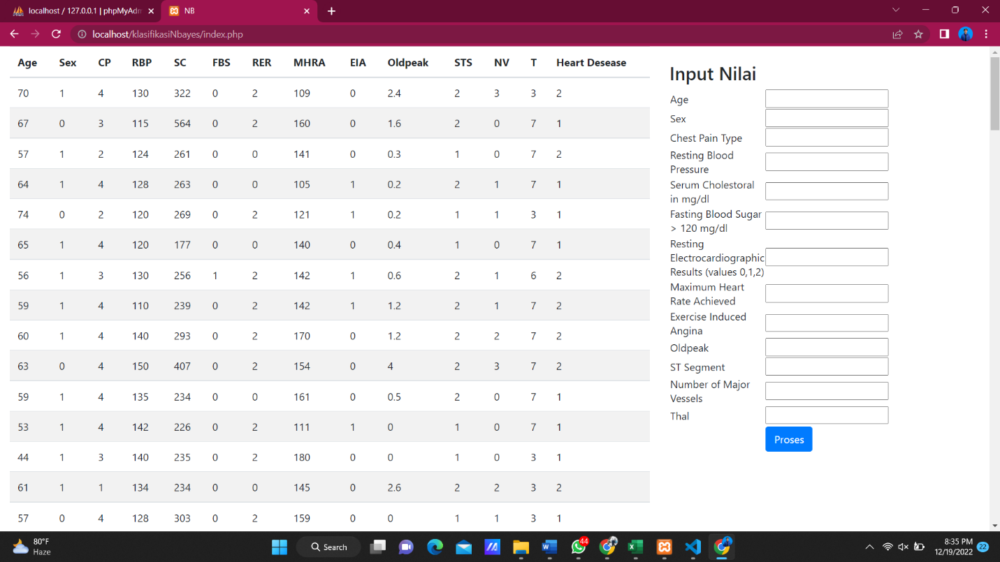 localhost / 127.0.0.1 | phpMyAdm
NB
localhost/klasifikasiNbayes/index.php
Age Sex CP RBP SC FBS RER MHRA EIA Oldpeak STS NV T Heart Desease
70 1 4 130 322 0 2 109 0 2.4 2 3 3 2
67 0 3 115 564 0 2 160 0 1.6 2 0 7 1
57 1 2 124 261 0 0 141 0 0.3 1 0 7 2
64 1 4 128 263 0 0 105 1 0.2 2 1 7 1
74 0 2 120 269 0 2 121 1 0.2 1 1 3 1
65 1 4 120 177 0 0 140 0 0.4 1 0 7 1
56 1 3 130 256 1 2 142 1 0.6 2 1 6 2
59 1 4 110 239 0 2 142 1 1.2 2 1 7 2
60 1 4 140 293 0 2 170 0 1.2 2 2 7 2
63 0 4 150 407 0 2 154 0 4 2 3 7 2
59 1 4 135 234 0 0 161 0 0.5 2 0 7 1
53 1 4 142 226 0 2 111 1 0 1 0 7 1
44 1 3 140 235 0 2 180 0 0 1 0 3 1
61 1 1 134 234 0 0 145 0 2.6 2 2 3 2
57 0 4 128 303 0 2 159 0 0 1 1 3 1
Input Nilai
Age
Sex
Chest Pain Type
Resting Blood
Pressure
Serum Cholestoral
in mg/dl
Fasting Blood Sugar
> 120 mg/dl
Resting
Electrocardiographic
Results (values 0,1,2)
Maximum Heart
Rate Achieved
Exercise Induced
Angina
Oldpeak
ST Segment
Number of Major
Vessels
Thal
Proses
80°F
Haze
Search
44
8:35 PM
12/19/2022
22